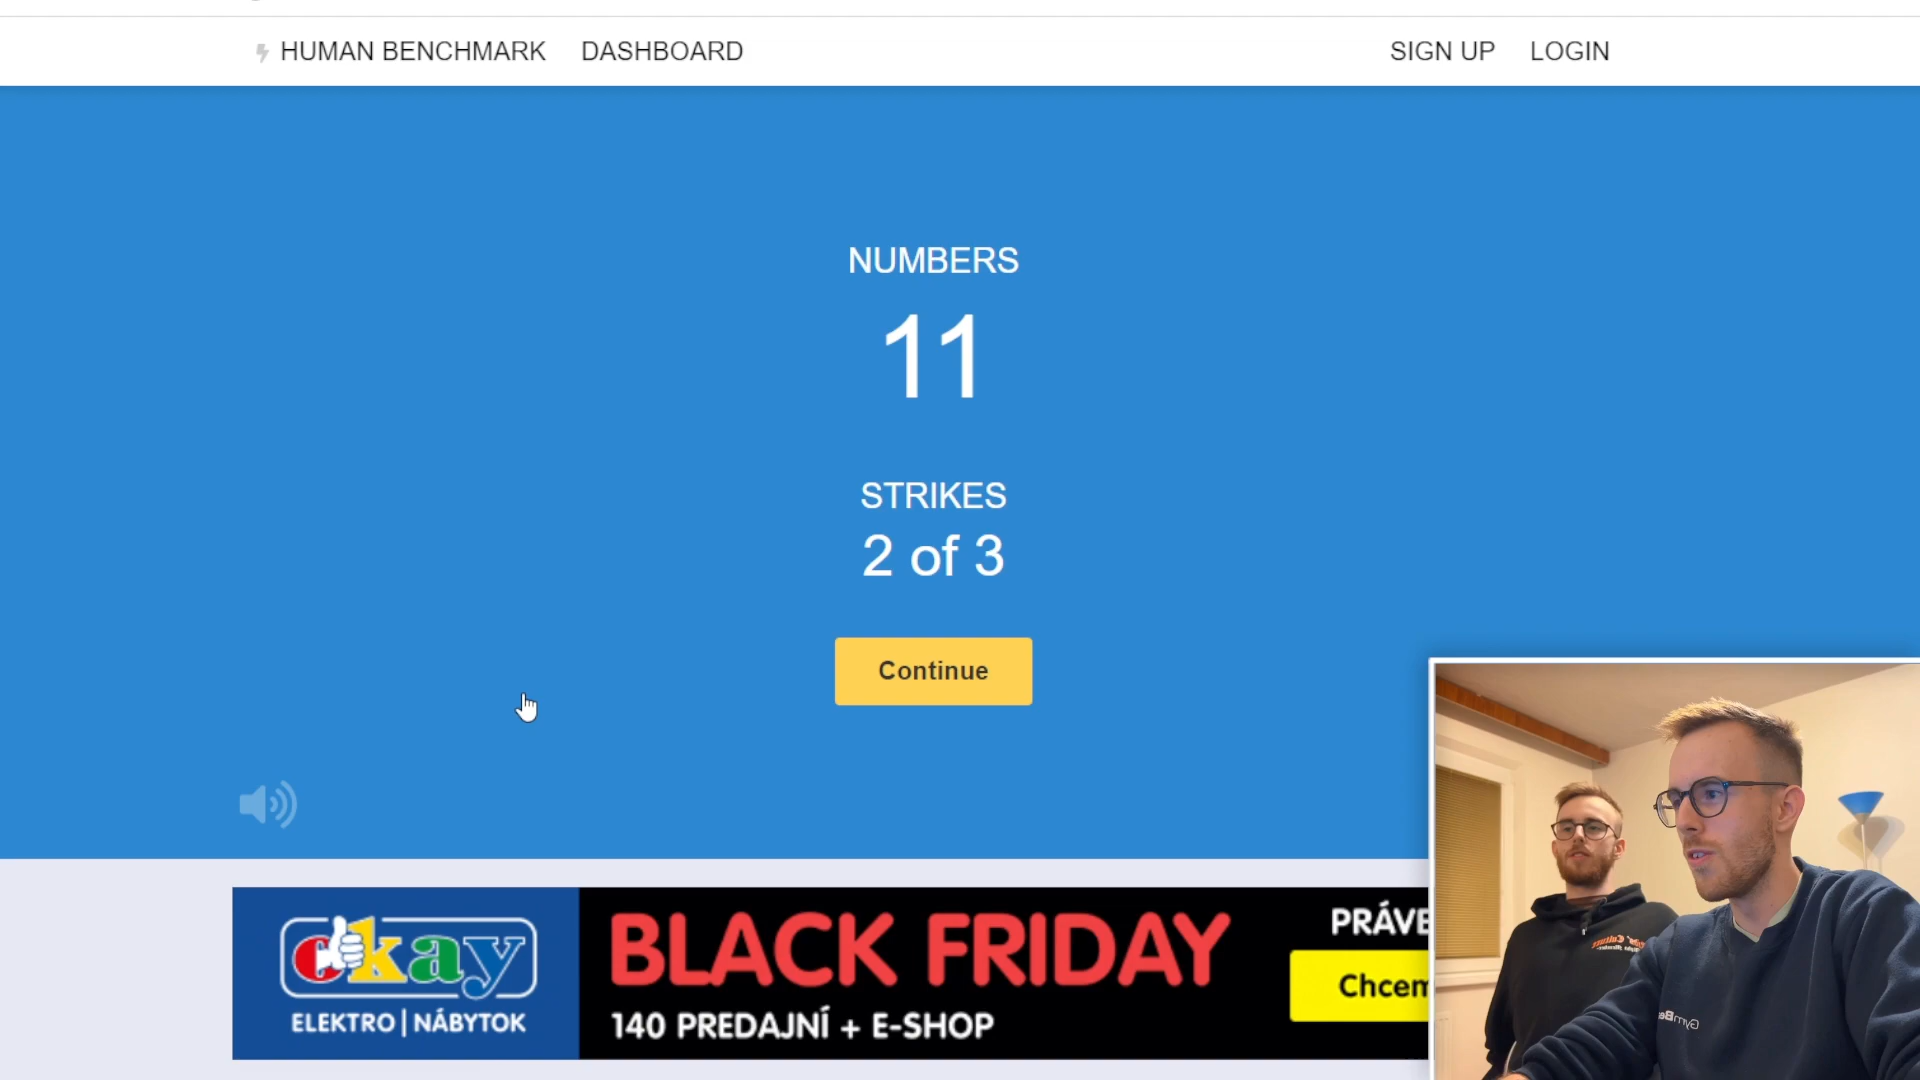 HUMAN BENCHMARK DASHBOARD SIGN UP LOGIN
NUMBERS
11
STRIKES
2 of 3
Continue
okay
ELEKTRO | NÁBYTOK
BLACK FRIDAY
140 PREDAJNÍ + E-SHOP
PRÁVE
Chcem